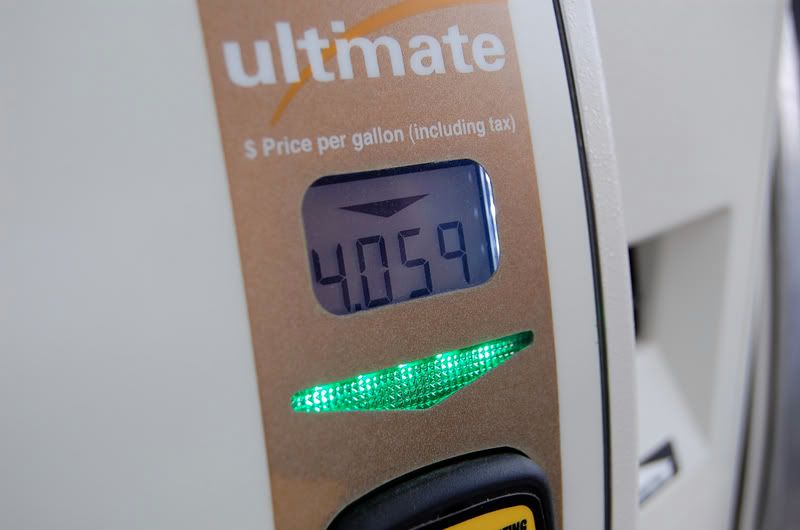 ultimate
$ Price per gallon (including tax)
4.059